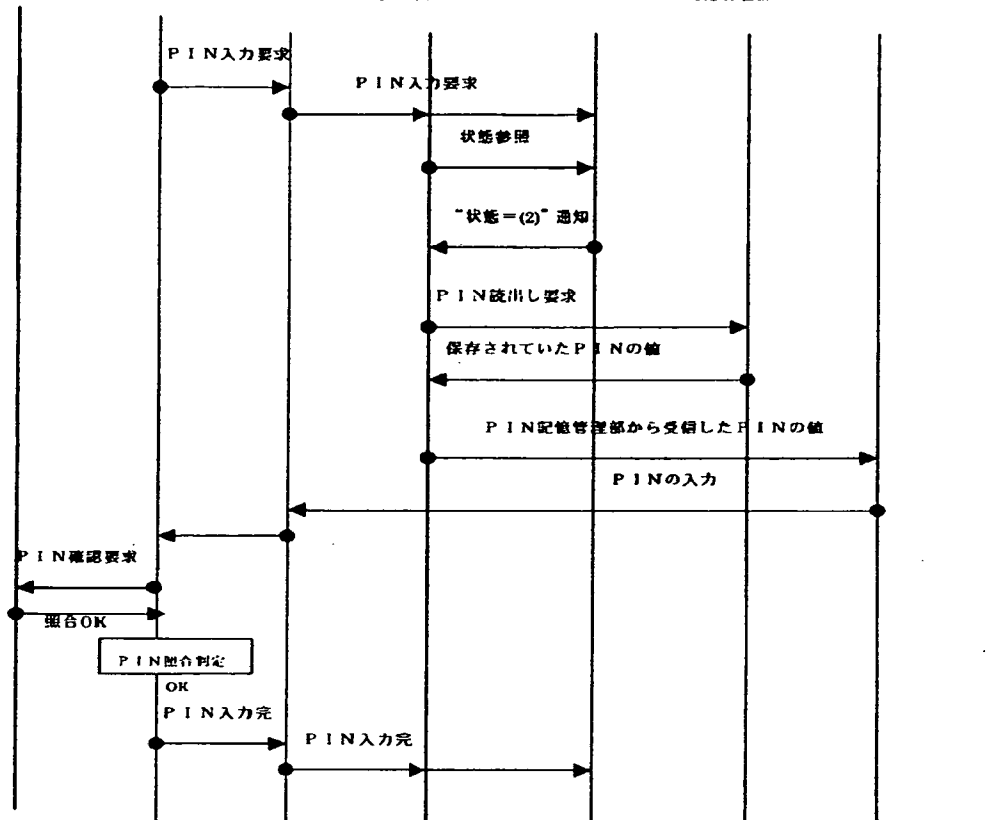 PIN入力要求
PIN入力要求
状態参照
“状態=(2)”通知
PIN読出し要求
保存されていたPINの値
PIN記憶管理部から受信したPINの値
PINの入力
PIN確認要求
照合OK
PIN照合判定
OK
PIN入力完
PIN入力完